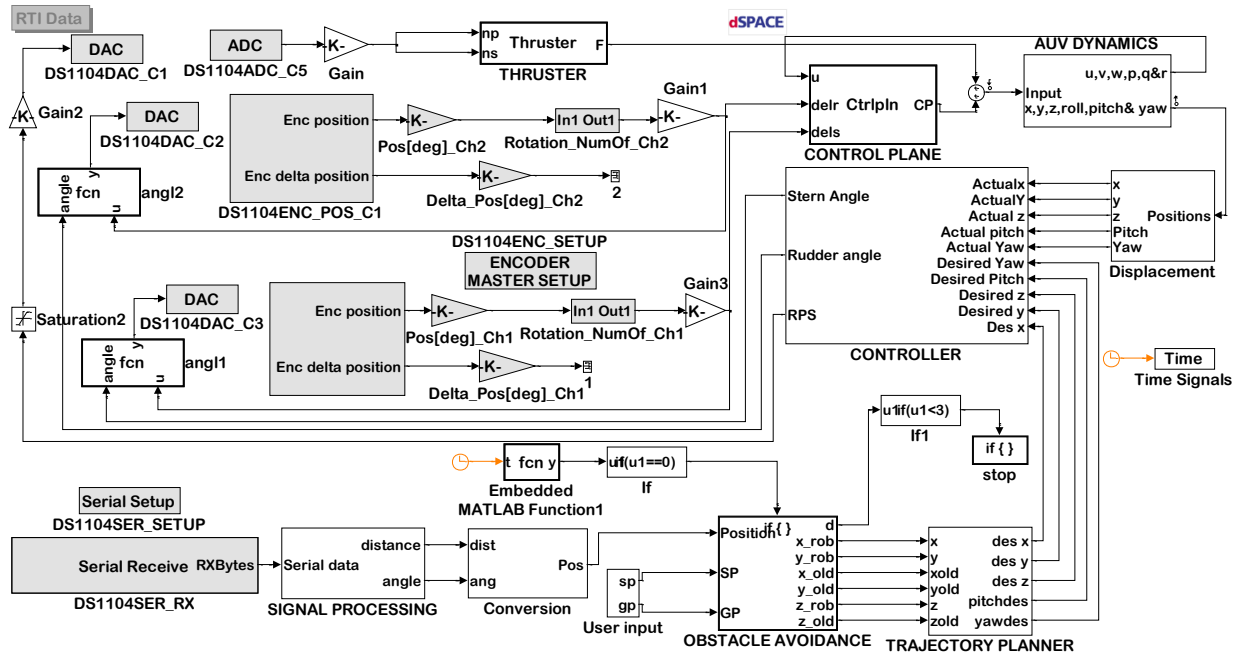 RTI Data
DAC
DS1104DAC_C1
ADC
DS1104ADC_C5
-K-
Gain
np
ns
Thruster
F
THRUSTER
dSPACE
AUV DYNAMICS
u,v,w,p,q&r
Input
x,y,z,roll,pitch& yaw
u
delr
dels
Ctrlpln
CP
CONTROL PLANE
-K-
Gain2
DAC
DS1104DAC_C2
Enc position
Enc delta position
DS1104ENC_POS_C1
-K-
Pos[deg]_Ch2
In1 Out1
Rotation_NumOf_Ch2
Gain1
-K-
-K-
Delta_Pos[deg]_Ch2
2
y
angle
fcn
u
angl2
DS1104ENC_SETUP
ENCODER
MASTER SETUP
Stern Angle
Rudder angle
RPS
Actualx
ActualY
Actual z
Actual pitch
Actual Yaw
Desired Yaw
Desired Pitch
Desired z
Desired y
Des x
CONTROLLER
x
y
z
Pitch
Yaw
Positions
Displacement
DAC
DS1104DAC_C3
Saturation2
Enc position
Enc delta position
-K-
Pos[deg]_Ch1
In1 Out1
Rotation_NumOf_Ch1
Gain3
-K-
-K-
Delta_Pos[deg]_Ch1
1
y
angle
fcn
u
angl1
Time
Time Signals
u1if(u1<3)
If1
if { }
stop
t fcn y
Embedded
MATLAB Function1
u1if(u1==0)
If
Serial Setup
DS1104SER_SETUP
Serial Receive RXBytes
DS1104SER_RX
Serial data
distance
angle
SIGNAL PROCESSING
dist
ang
Pos
Conversion
sp
gp
User input
Position
if { }
SP
GP
d
x_rob
y_rob
x_old
y_old
z_rob
z_old
OBSTACLE AVOIDANCE
x
y
xold
yold
z
zold
des x
des y
des z
pitchdes
yawdes
TRAJECTORY PLANNER